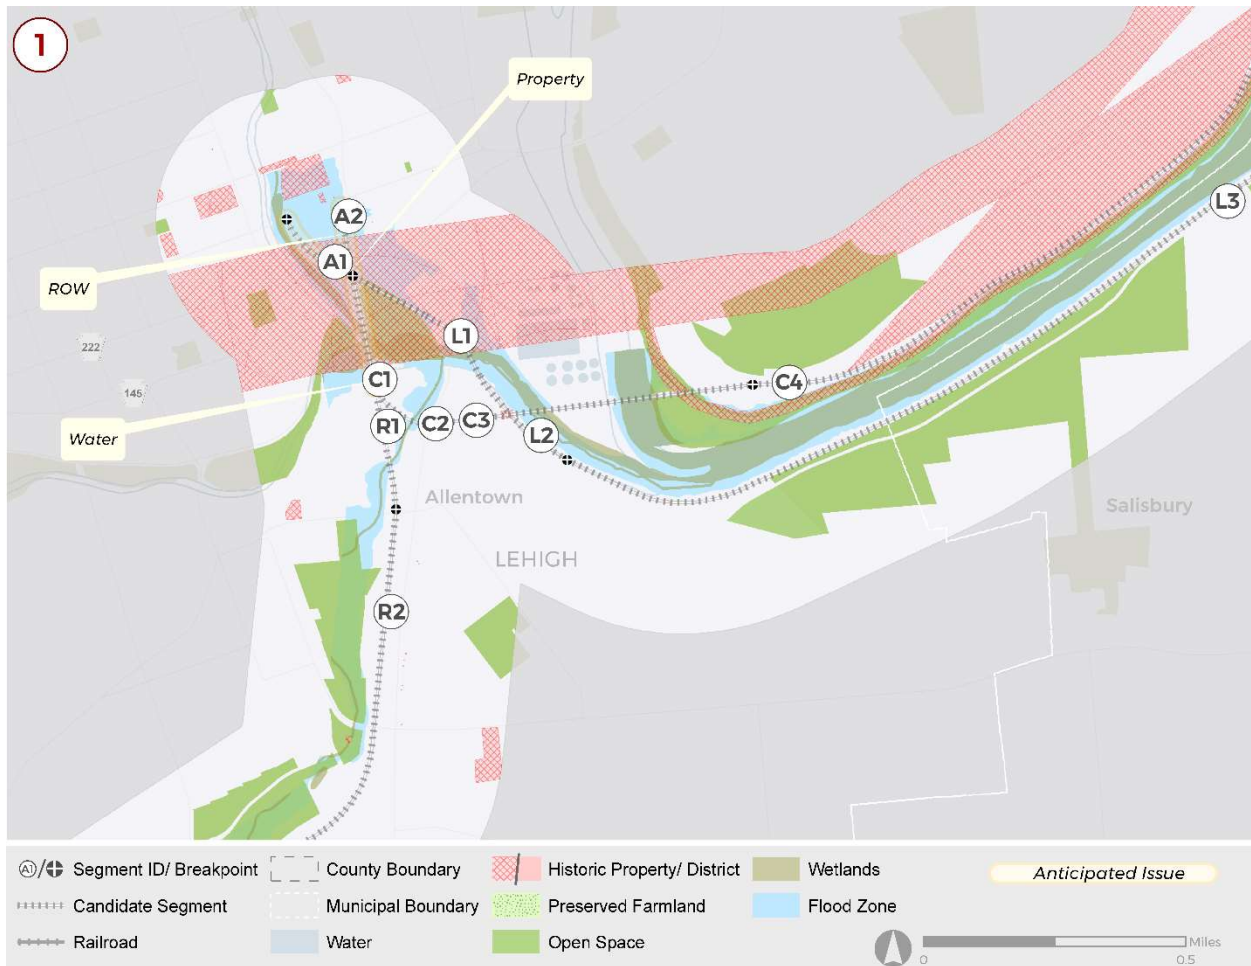 1
Property
A2
L3
A1
ROW
L1
222
C1
C4
145
Water
R1
C2
C3
L2
Allentown
Salisbury
LEHIGH
R2
A1/ Segment ID/ Breakpoint
County Boundary
Historic Property/ District
Wetlands
Anticipated Issue
Candidate Segment
Municipal Boundary
Preserved Farmland
Flood Zone
Railroad
Water
Open Space
Miles
0
0.5